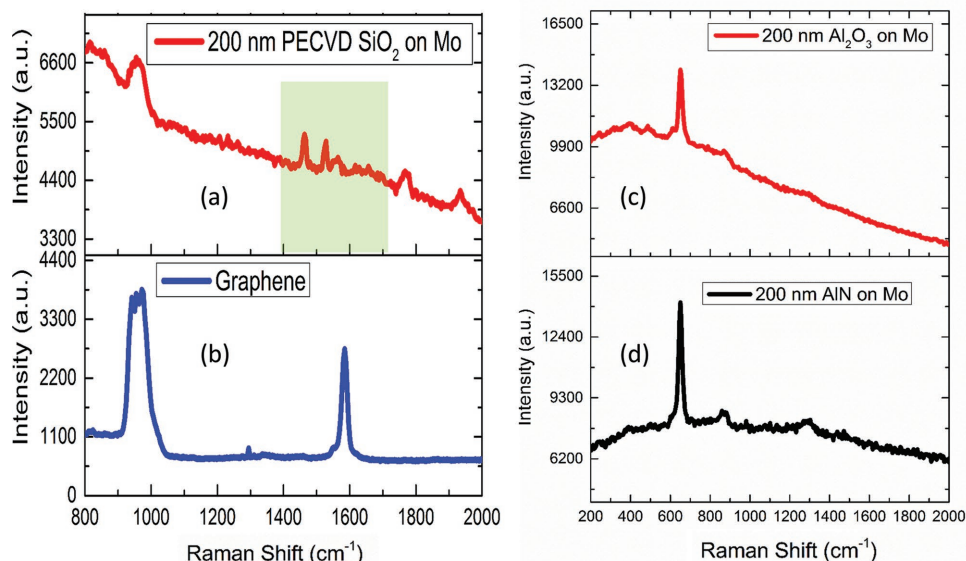 200 nm PECVD SiO₂ on Mo
Intensity (a.u.)
6600
5500
4400
3300
(a)
Graphene
Intensity (a.u.)
4400
3300
2200
1100
0
(b)
800 1000 1200 1400 1600 1800 2000
Raman Shift (cm⁻¹)
200 nm Al₂O₃ on Mo
Intensity (a.u.)
16500
13200
9900
6600
(c)
200 nm AlN on Mo
Intensity (a.u.)
15500
12400
9300
6200
(d)
200 400 600 800 1000 1200 1400 1600 1800 2000
Raman Shift (cm⁻¹)